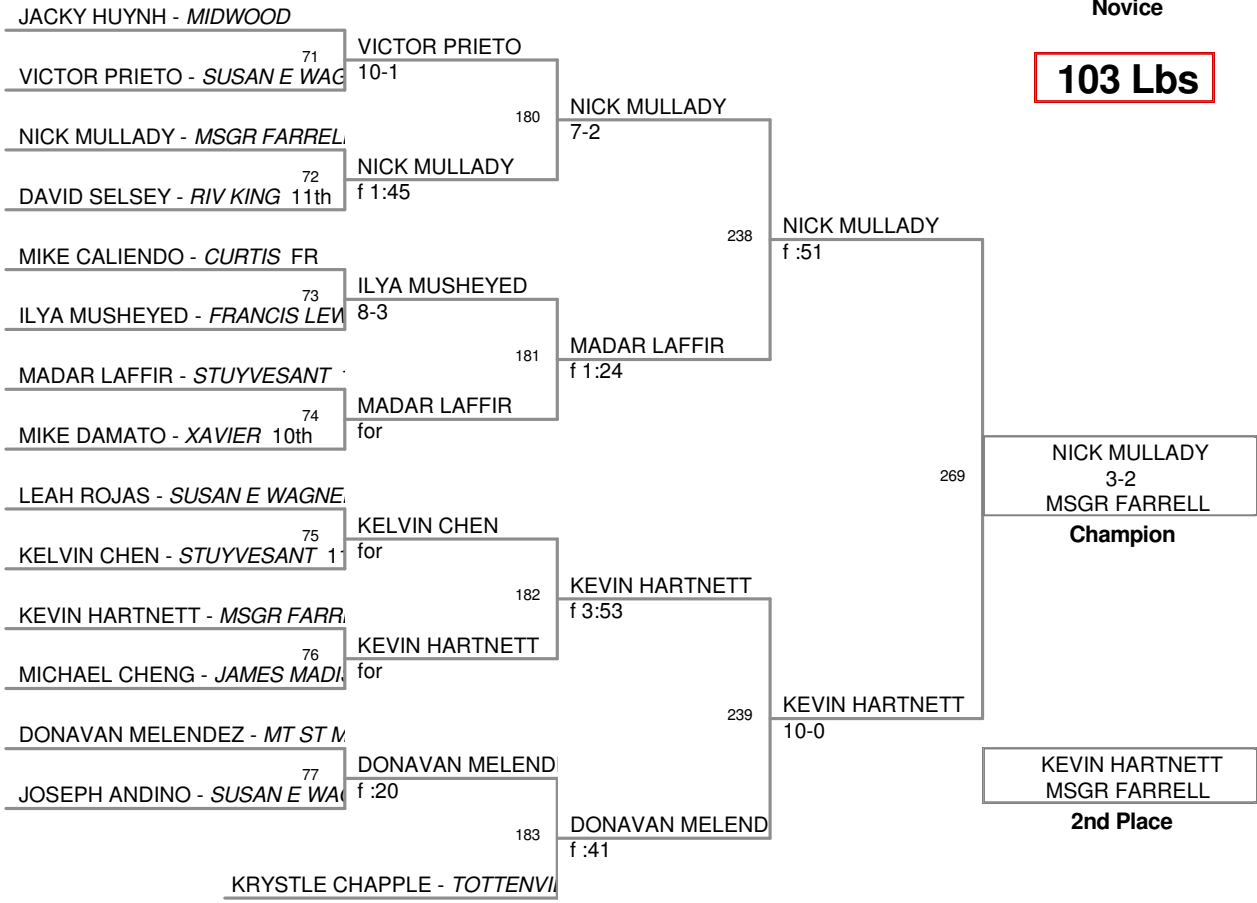 Novice
103 Lbs
JACKY HUYNH - MIDWOOD
71
VICTOR PRIETO - SUSAN E WAG
VICTOR PRIETO
10-1
NICK MULLADY - MSGR FARREL
72
DAVID SELSEY - RIV KING 11th
NICK MULLADY
f 1:45
180
NICK MULLADY
7-2
MIKE CALIENDO - CURTIS FR
73
ILYA MUSHEYED - FRANCIS LEW
ILYA MUSHEYED
8-3
MADAR LAFFIR - STUYVESANT
74
MIKE DAMATO - XAVIER 10th
MADAR LAFFIR
for
181
MADAR LAFFIR
f 1:24
238
NICK MULLADY
f :51
LEAH ROJAS - SUSAN E WAGNE
75
KELVIN CHEN - STUYVESANT 11
KELVIN CHEN
for
KEVIN HARTNETT - MSGR FARR
76
MICHAEL CHENG - JAMES MADI
KEVIN HARTNETT
for
182
KEVIN HARTNETT
f 3:53
DONAVAN MELENDEZ - MT ST M
77
JOSEPH ANDINO - SUSAN E WA
DONAVAN MELEND
f :20
183
KRYSTLE CHAPPLE - TOTTENVI
DONAVAN MELEND
f :41
239
KEVIN HARTNETT
10-0
269
NICK MULLADY
3-2
MSGR FARRELL
Champion
KEVIN HARTNETT
MSGR FARRELL
2nd Place